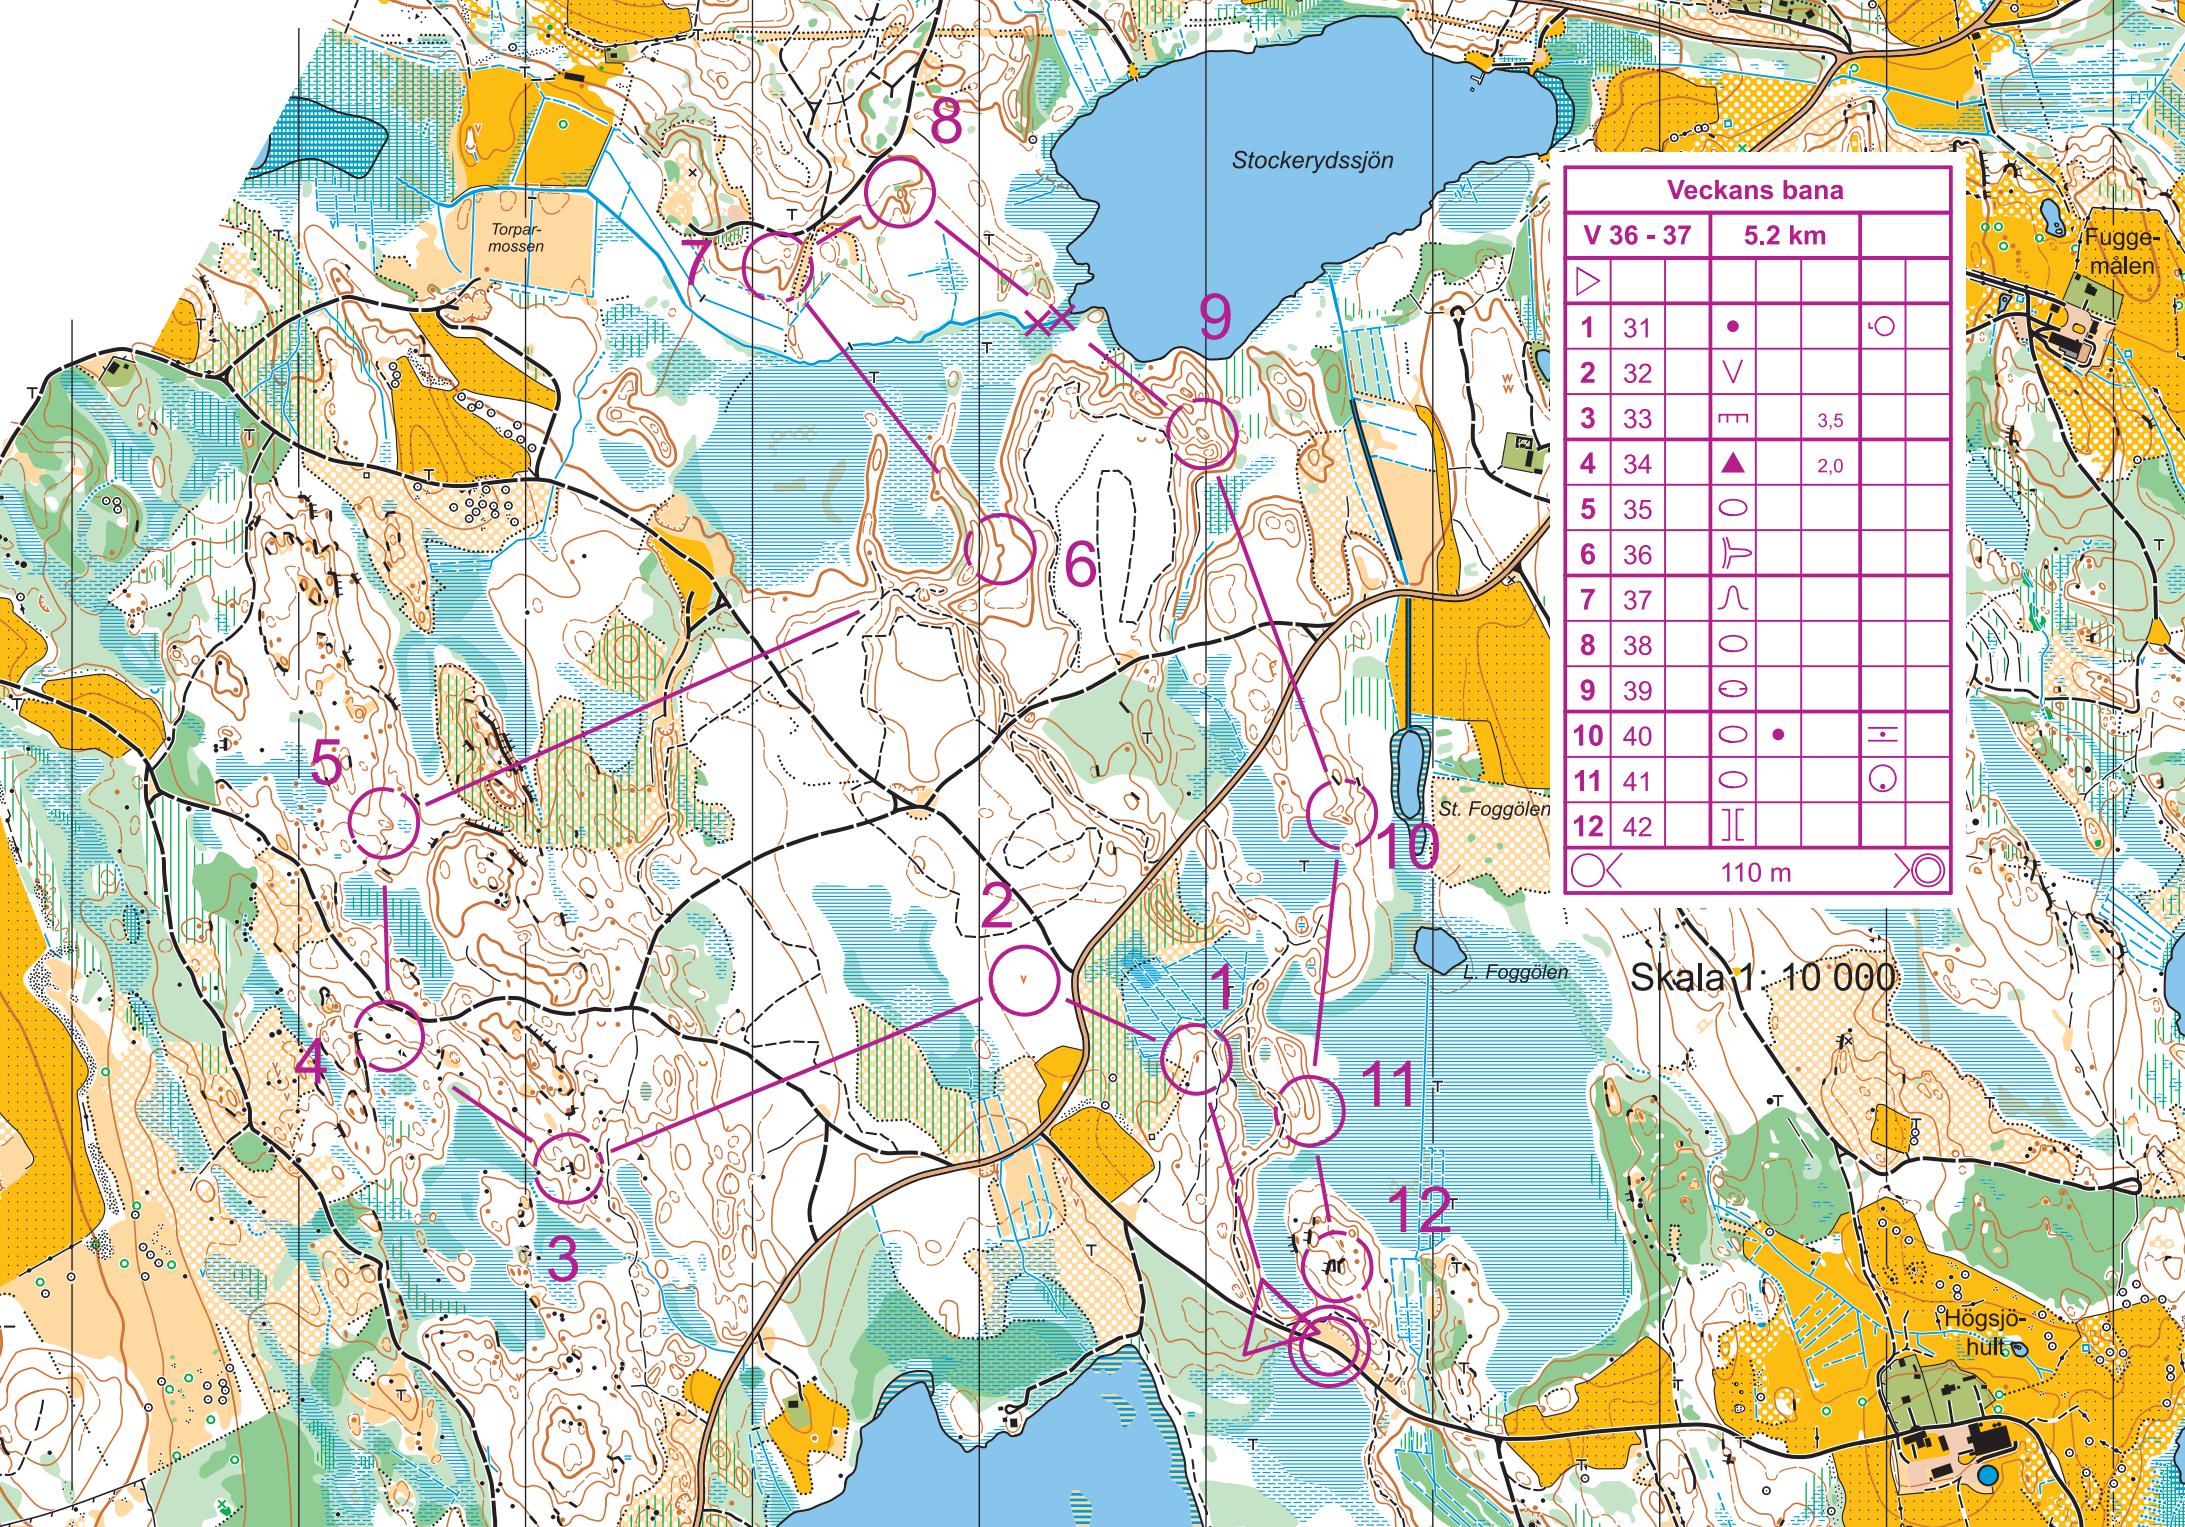 Stockerydssjön
Torpar-
mossen
Fugge-
målen
Veckans bana
V 36 - 37 5.2 km
1 31
2 32
3 33 3,5
4 34 2,0
5 35
6 36
7 37
8 38
9 39
10 40
11 41
12 42
110 m
8
7
9
6
5
St. Foggölen
10
2
1
L. Foggölen
Skala 1: 10 000
4
11
12
3
Högsjö-
hult